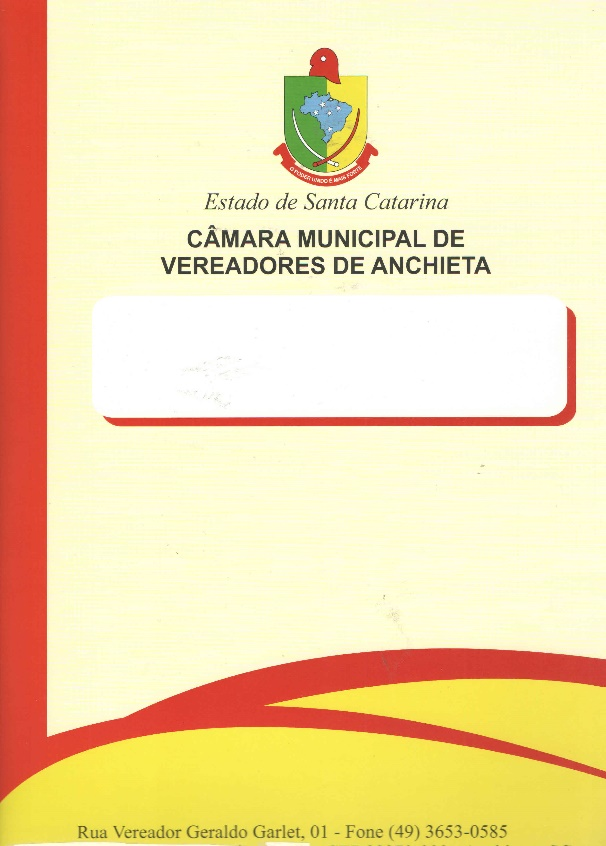 O PODER UNIDO É MAIS FORTE
Estado de Santa Catarina
CÂMARA MUNICIPAL DE
VEREADORES DE ANCHIETA
Rua Vereador Geraldo Garlet, 01 - Fone (49) 3653-0585